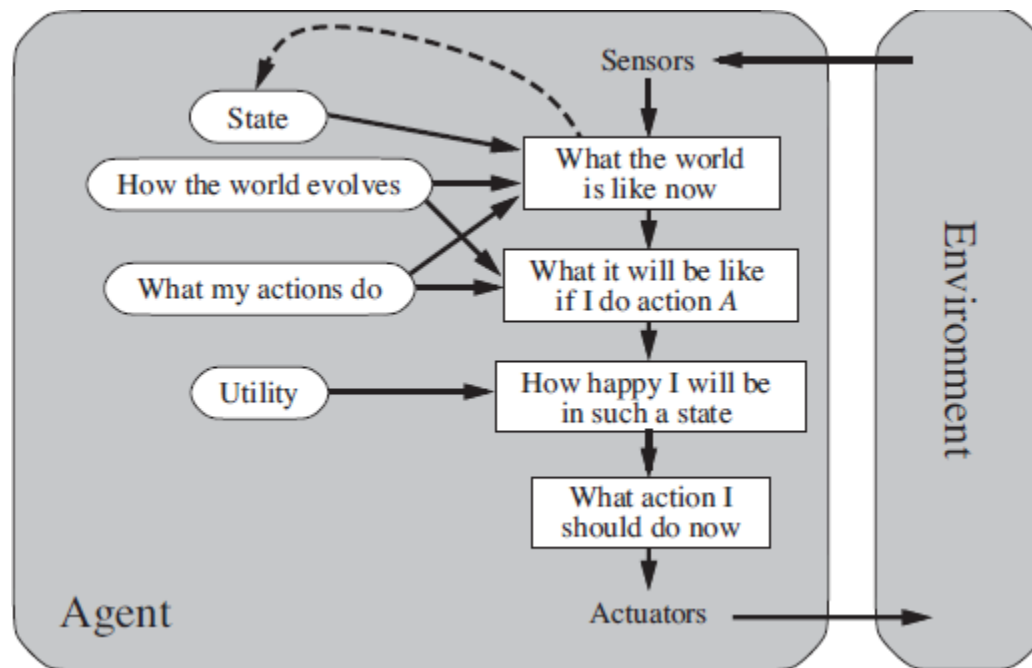 Sensors
State
What the world
is like now
How the world evolves
What it will be like
if I do action A
What my actions do
How happy I will be
in such a state
Utility
What action I
should do now
Actuators
Agent
Environment